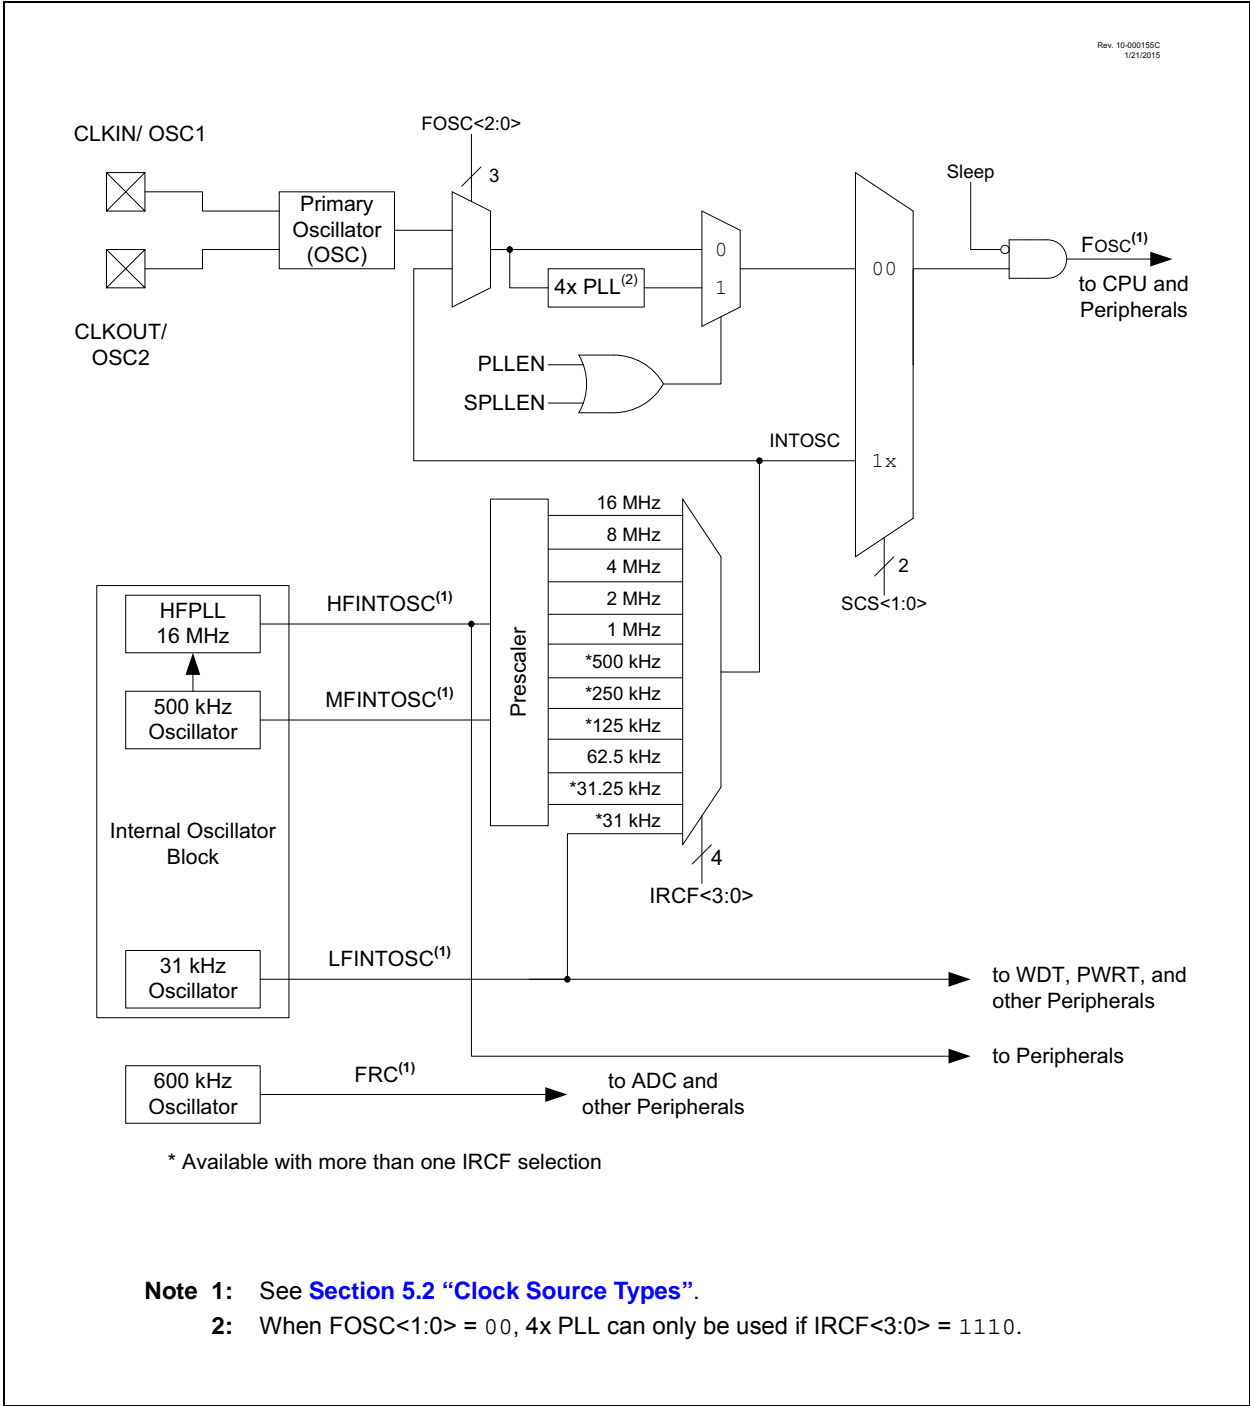 Rev. 10-000155C
1/21/2015
FOSC<2:0>
CLKIN/ OSC1
3
Sleep
Primary
Oscillator
(OSC)
FOSC(1)
0
00
4x PLL(2)
1
to CPU and
Peripherals
CLKOUT/
OSC2
PLLEN
SPLLEN
INTOSC
1x
16 MHz
8 MHz
4 MHz
2 MHz
1 MHz
*500 kHz
*250 kHz
*125 kHz
62.5 kHz
*31.25 kHz
*31 kHz
2
SCS<1:0>
HFPLL
16 MHz
HFINTOSC(1)
Prescaler
500 kHz
Oscillator
MFINTOSC(1)
Internal Oscillator
Block
4
IRCF<3:0>
31 kHz
Oscillator
LFINTOSC(1)
to WDT, PWRT, and
other Peripherals
to Peripherals
600 kHz
Oscillator
FRC(1)
to ADC and
other Peripherals
* Available with more than one IRCF selection
Note 1: See Section 5.2 “Clock Source Types”.
2: When FOSC<1:0> = 00, 4x PLL can only be used if IRCF<3:0> = 1110.